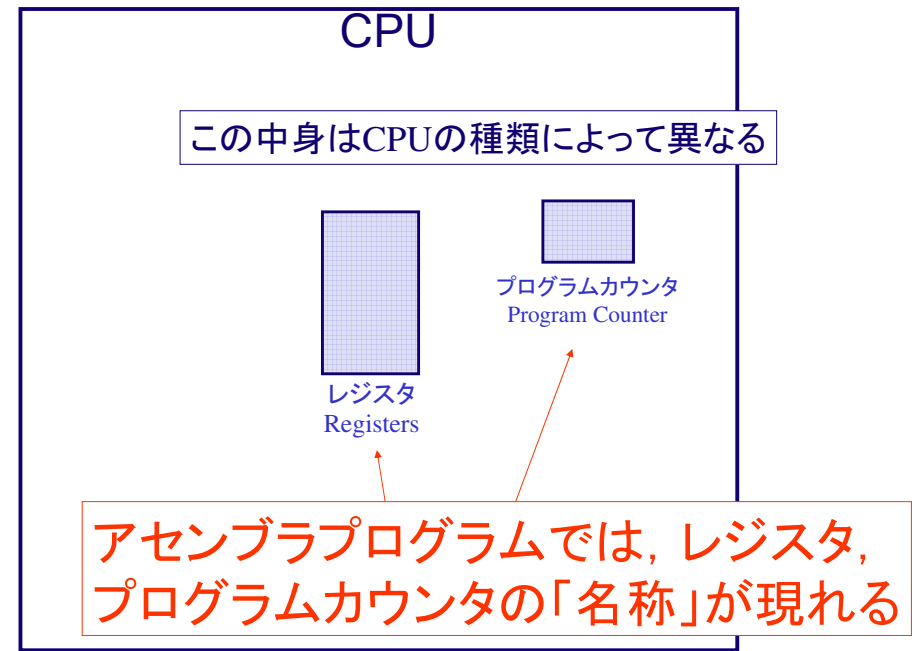 CPU
この中身はCPUの種類によって異なる
プログラムカウンタ
Program Counter
レジスタ
Registers
アセンブラプログラムでは, レジスタ,
プログラムカウンタの「名称」が現れる